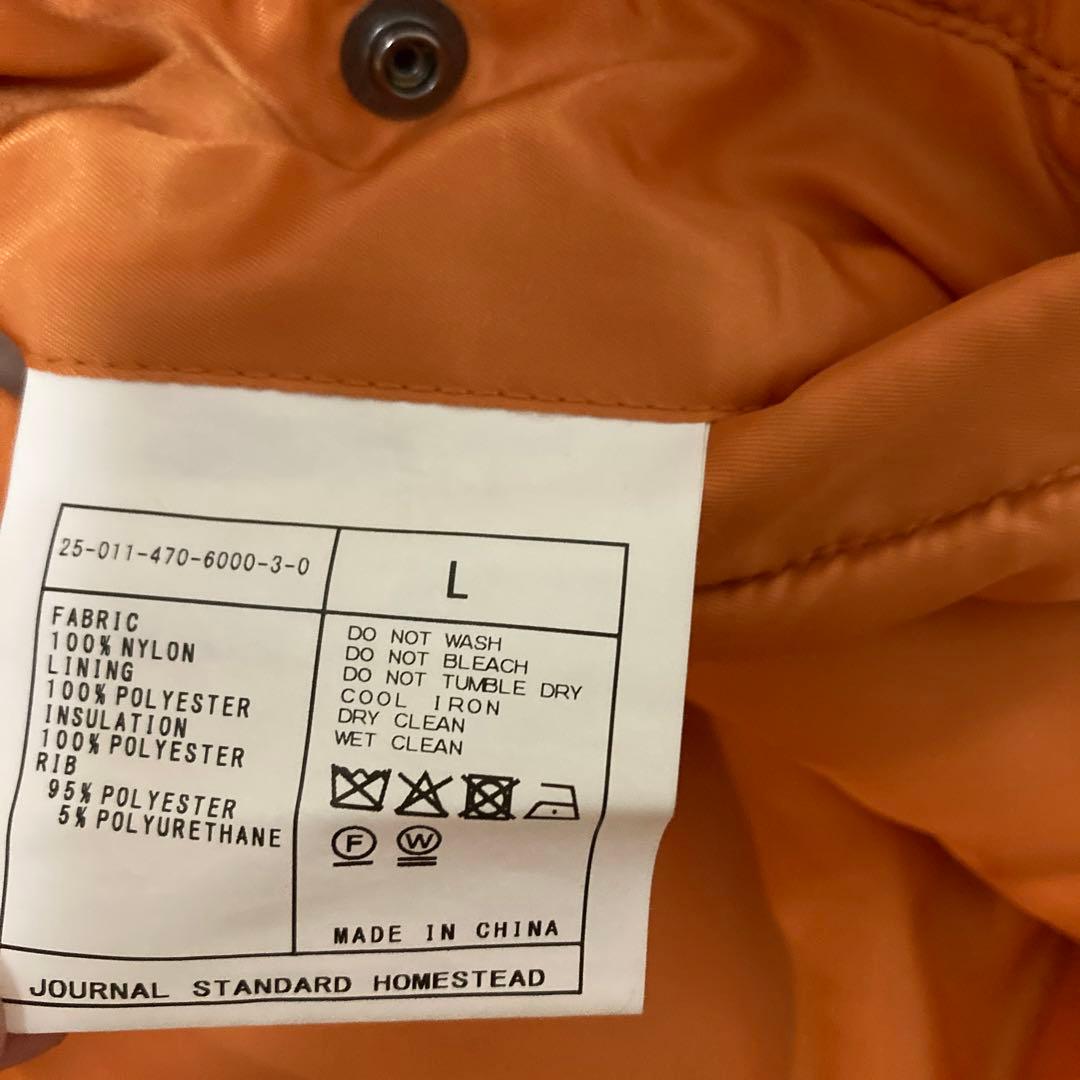 25-011-470-6000-3-0
L
FABRIC
100% NYLON
LINING
100% POLYESTER
INSULATION
100% POLYESTER
RIB
95% POLYESTER
5% POLYURETHANE
DO NOT WASH
DO NOT BLEACH
DO NOT TUMBLE DRY
COOL IRON
DRY CLEAN
WET CLEAN
F W
MADE IN CHINA
JOURNAL STANDARD HOMESTEAD